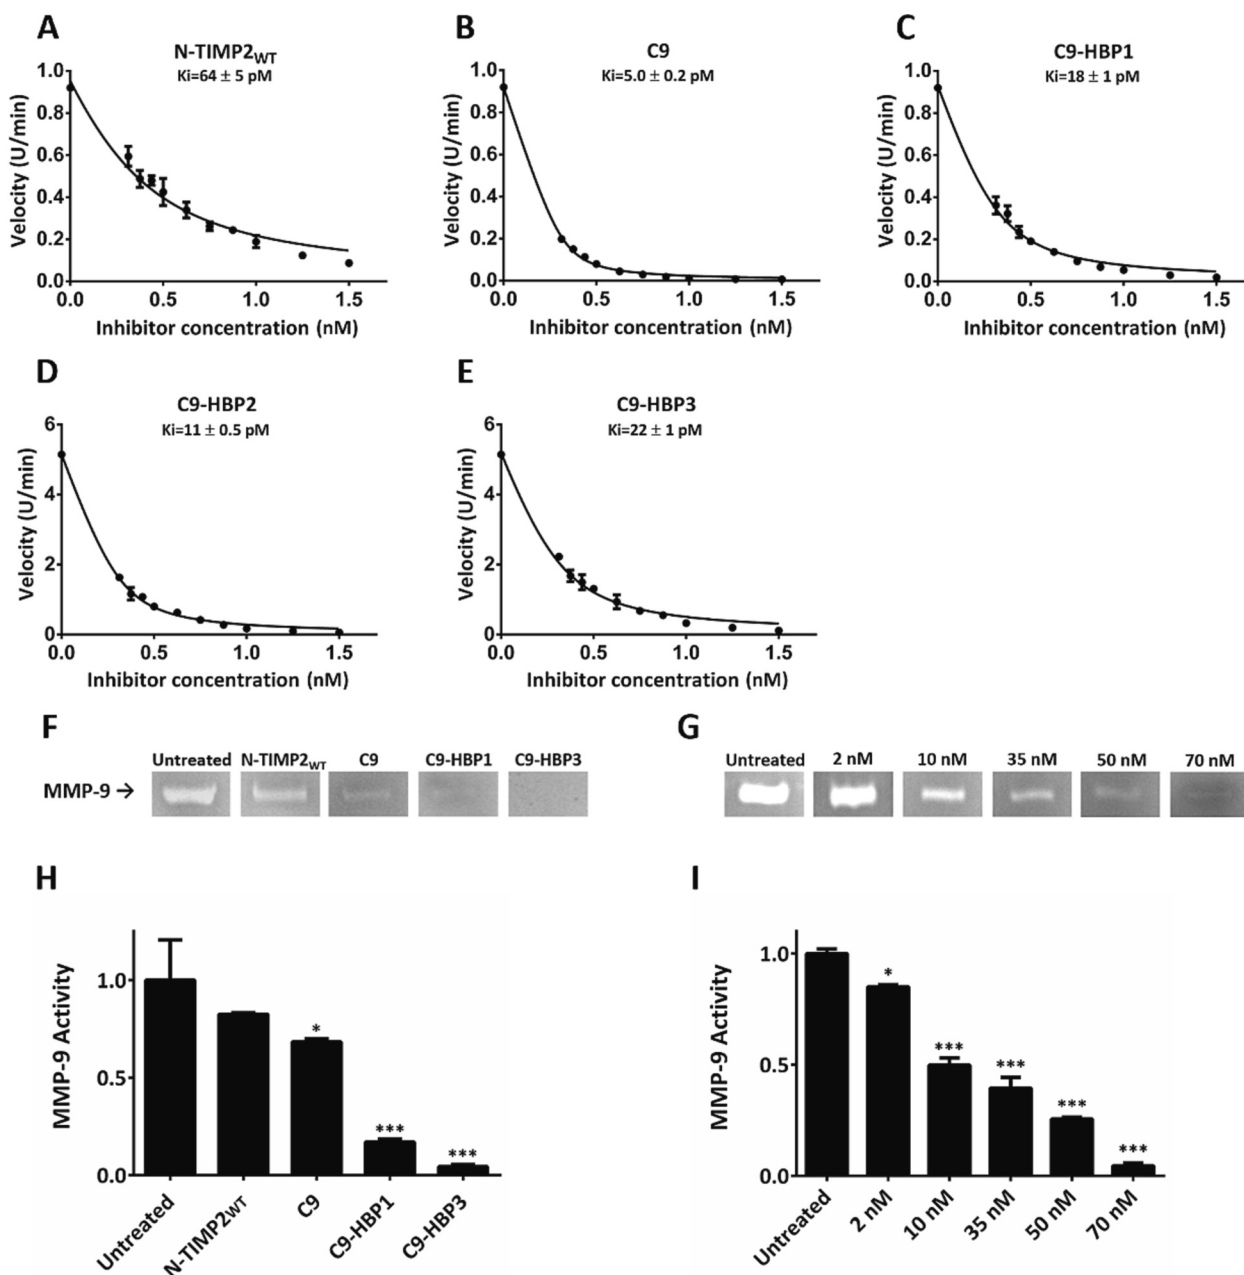 A
N-TIMP2WT
Ki=64 ± 5 pM
Velocity (U/min)
1.0
0.8
0.6
0.4
0.2
0.0
0.0 0.5 1.0 1.5
Inhibitor concentration (nM)
B
C9
Ki=5.0 ± 0.2 pM
Velocity (U/min)
1.0
0.8
0.6
0.4
0.2
0.0
0.0 0.5 1.0 1.5
Inhibitor concentration (nM)
C
C9-HBP1
Ki=18 ± 1 pM
Velocity (U/min)
1.0
0.8
0.6
0.4
0.2
0.0
0.0 0.5 1.0 1.5
Inhibitor concentration (nM)
D
C9-HBP2
Ki=11 ± 0.5 pM
Velocity (U/min)
6
4
2
0
0.0 0.5 1.0 1.5
Inhibitor concentration (nM)
E
C9-HBP3
Ki=22 ± 1 pM
Velocity (U/min)
6
4
2
0
0.0 0.5 1.0 1.5
Inhibitor concentration (nM)
F
Untreated N-TIMP2WT C9 C9-HBP1 C9-HBP3
MMP-9 →
G
Untreated 2 nM 10 nM 35 nM 50 nM 70 nM
H
MMP-9 Activity
1.0
0.5
0.0
*
***
***
Untreated
N-TIMP2WT
C9
C9-HBP1
C9-HBP3
I
MMP-9 Activity
1.0
0.5
0.0
*
***
***
***
***
Untreated
2 nM
10 nM
35 nM
50 nM
70 nM